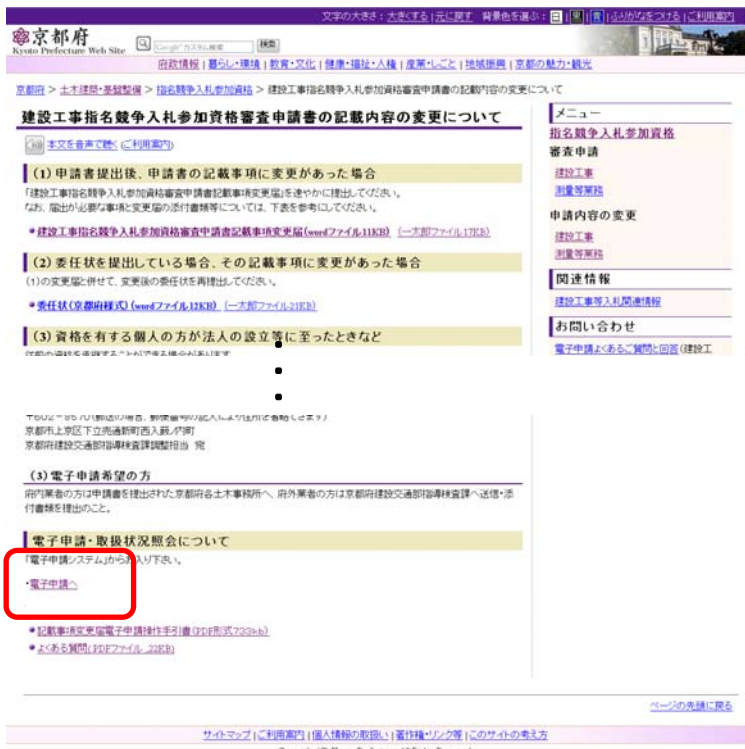 文字の大きさ：大きくする|元に戻す 背景色を選ぶ：白|黒|青|ふりがなをつける|ご利用案内
京都府
Kyoto Prefecture Web Site
Google カスタム検索 検索
府政情報|暮らし・環境|教育・文化|健康・福祉・人権|産業・しごと|地域振興|京都の魅力・観光
京都府 > 土木建築・基盤整備 > 指名競争入札参加資格 > 建設工事指名競争入札参加資格審査申請書の記載内容の変更について
建設工事指名競争入札参加資格審査申請書の記載内容の変更について
本文を音声で聴く (ご利用案内)
(1)申請書提出後、申請書の記載事項に変更があった場合
「建設工事指名競争入札参加資格審査申請書記載事項変更届」を速やかに提出してください。
なお、届出が必要な事項と変更届の添付書類等については、下表を参考にしてください。
建設工事指名競争入札参加資格審査申請書記載事項変更届(wordファイル11KB) (一太郎ファイル17KB)
(2)委任状を提出している場合、その記載事項に変更があった場合
(1)の変更届と併せて、変更後の委任状を再提出してください。
委任状(京都府様式)(wordファイル12KB) (一太郎ファイル21KB)
(3)資格を有する個人の方が法人の設立等に至ったときなど
メニュー
指名競争入札参加資格
審査申請
建設工事
測量等業務
申請内容の変更
建設工事
測量等業務
関連情報
建設工事等入札関連情報
お問い合わせ
電子申請よくあるご質問と回答(建設工
〒602-8570(郵送の場合、郵便番号の記入により住所を省略できます)
京都市上京区下立売通新町西入薮ノ内町
京都府建設交通部指導検査課調整担当 宛
(3)電子申請希望の方
府内業者の方は申請書を提出された京都府各土木事務所へ、府外業者の方は京都府建設交通部指導検査課へ送信・添
付書類を提出のこと。
電子申請・取扱状況照会について
「電子申請システム」からお入り下さい。
・電子申請へ
記載事項変更届電子申請操作手引書(PDF形式733kb)
よくある質問(PDFファイル,22KB)
ページの先頭に戻る
サイトマップ|ご利用案内|個人情報の取扱い|著作権・リンク等|このサイトの考え方